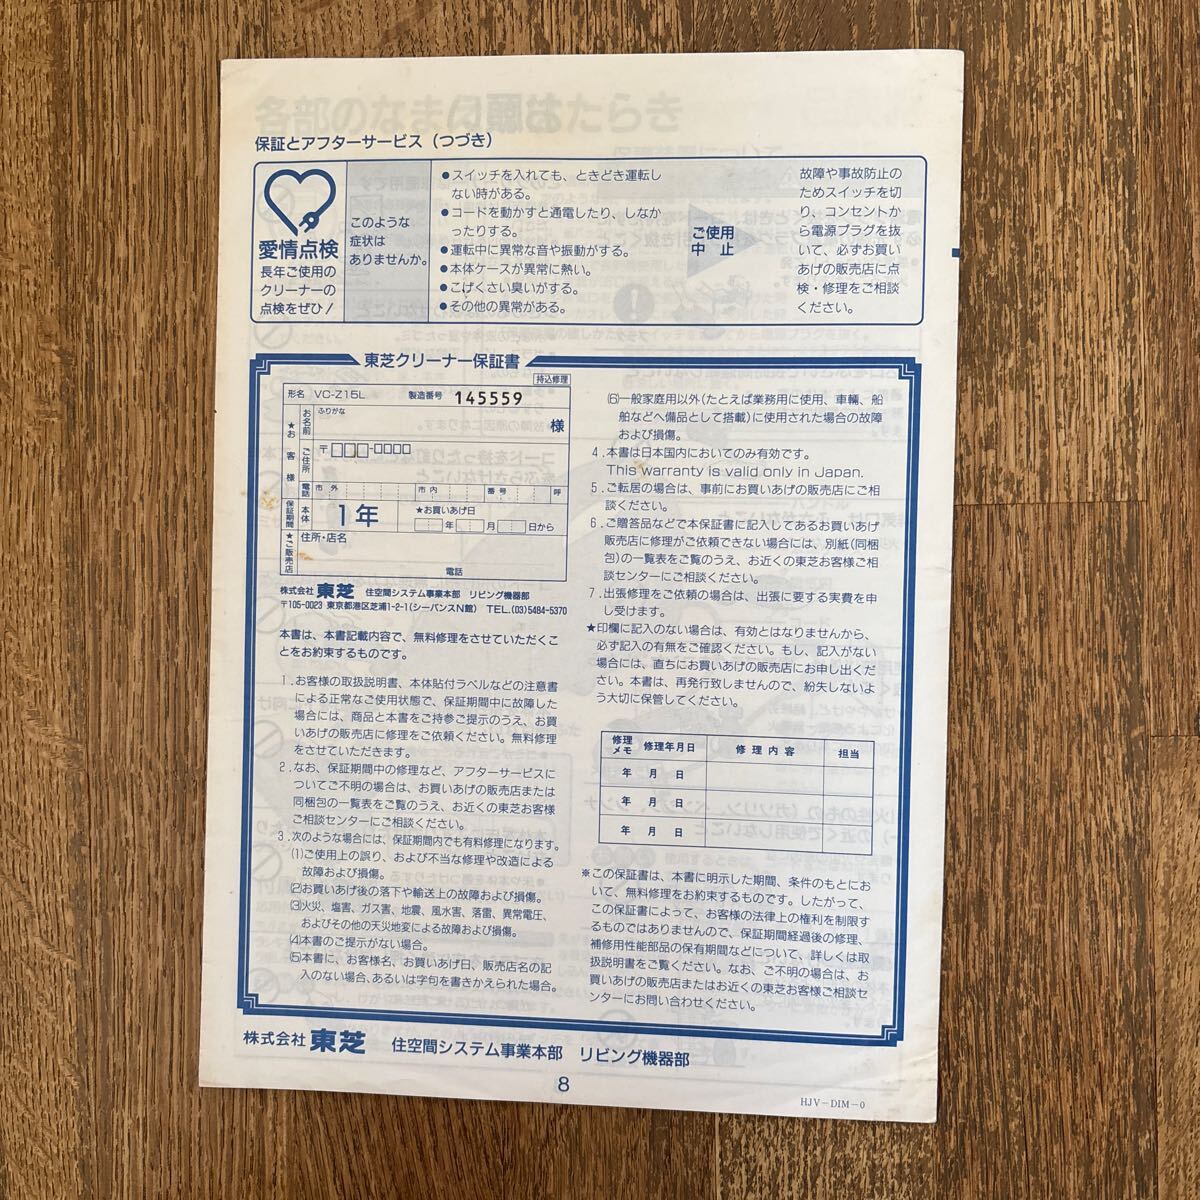 保証とアフターサービス(つづき)
愛情点検
長年ご使用の
クリーナーの
点検をぜひ!
このような
症状は
ありませんか。
●スイッチを入れても、ときどき運転し
ない時がある。
●コードを動かすと通電したり、しなか
ったりする。
●運転中に異常な音や振動がする。
●本体ケースが異常に熱い。
●こげくさい臭いがする。
●その他の異常がある。
ご使用
中止
故障や事故防止の
ためスイッチを切
り、コンセントか
ら電源プラグを抜
いて、必ずお買い
あげの販売店に点
検・修理をご相談
ください。
東芝クリーナー保証書
持込修理
形名 VC-Z15L 製造番号 145559
★お客様
お名前
ふりがな
様
ご住所
〒□□□-□□□□
電話
市外 市内 番号 呼
保証期間
本体
1年
★お買いあげ日
年 月 日から
★ご販売店
住所・店名
電話
株式会社 東芝 住空間システム事業本部 リビング機器部
〒105-0023 東京都港区芝浦1-2-1(シーバンスN館) TEL.(03)5484-5370
本書は、本書記載内容で、無料修理をさせていただくこ
とをお約束するものです。
1.お客様の取扱説明書、本体貼付ラベルなどの注意書
による正常なご使用状態で、保証期間中に故障した
場合には、商品と本書をご持参ご提示のうえ、お買
いあげの販売店に修理をご依頼ください。無料修理
をさせていただきます。
2.なお、保証期間中の修理など、アフターサービスに
ついてご不明の場合は、お買いあげの販売店または
同梱包の一覧表をご覧のうえ、お近くの東芝お客様
ご相談センターにご相談ください。
3.次のような場合には、保証期間内でも有料修理になります。
(1)ご使用上の誤り、および不当な修理や改造による
故障および損傷。
(2)お買いあげ後の落下や輸送上の故障および損傷。
(3)火災、塩害、ガス害、地震、風水害、落雷、異常電圧、
およびその他の天災地変による故障および損傷。
(4)本書のご提示がない場合。
(5)本書に、お客様名、お買いあげ日、販売店名の記
入のない場合、あるいは字句を書きかえられた場合。
(6)一般家庭用以外(たとえば業務用に使用、車輛、船
舶などへ備品として搭載)に使用された場合の故障
および損傷。
4.本書は日本国内においてのみ有効です。
This warranty is valid only in Japan.
5.ご転居の場合は、事前にお買いあげの販売店にご相
談ください。
6.ご贈答品などで本保証書に記入してあるお買いあげ
販売店に修理がご依頼できない場合には、別紙(同梱
包)の一覧表をご覧のうえ、お近くの東芝お客様ご相
談センターにご相談ください。
7.出張修理をご依頼の場合は、出張に要する実費を申
し受けます。
★印欄に記入のない場合は、有効とはなりませんから、
必ず記入の有無をご確認ください。もし、記入がない
場合には、直ちにお買いあげの販売店にお申し出くだ
さい。本書は、再発行致しませんので、紛失しないよ
う大切に保管してください。
修理メモ 修理年月日 修理内容 担当
年 月 日
年 月 日
年 月 日
※この保証書は、本書に明示した期間、条件のもとにお
いて、無料修理をお約束するものです。したがって、
この保証書によって、お客様の法律上の権利を制限す
るものではありませんので、保証期間経過後の修理、
補修用性能部品の保有期間などについて、詳しくは取
扱説明書をご覧ください。なお、ご不明の場合は、お
買いあげの販売店またはお近くの東芝お客様ご相談セ
ンターにお問い合わせください。
株式会社 東芝 住空間システム事業本部 リビング機器部
8
HJV-DIM-0